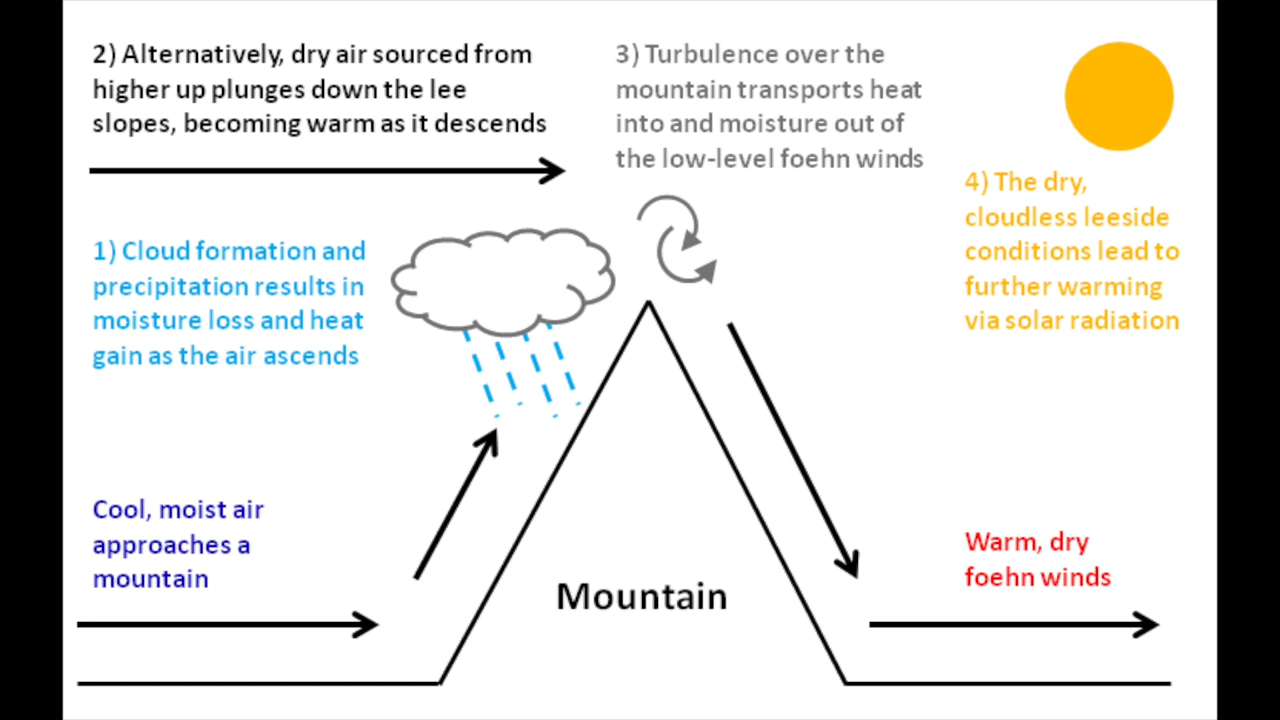 2) Alternatively, dry air sourced from
higher up plunges down the lee
slopes, becoming warm as it descends
3) Turbulence over the
mountain transports heat
into and moisture out of
the low-level foehn winds
4) The dry,
cloudless leeside
conditions lead to
further warming
via solar radiation
1) Cloud formation and
precipitation results in
moisture loss and heat
gain as the air ascends
Cool, moist air
approaches a
mountain
Mountain
Warm, dry
foehn winds